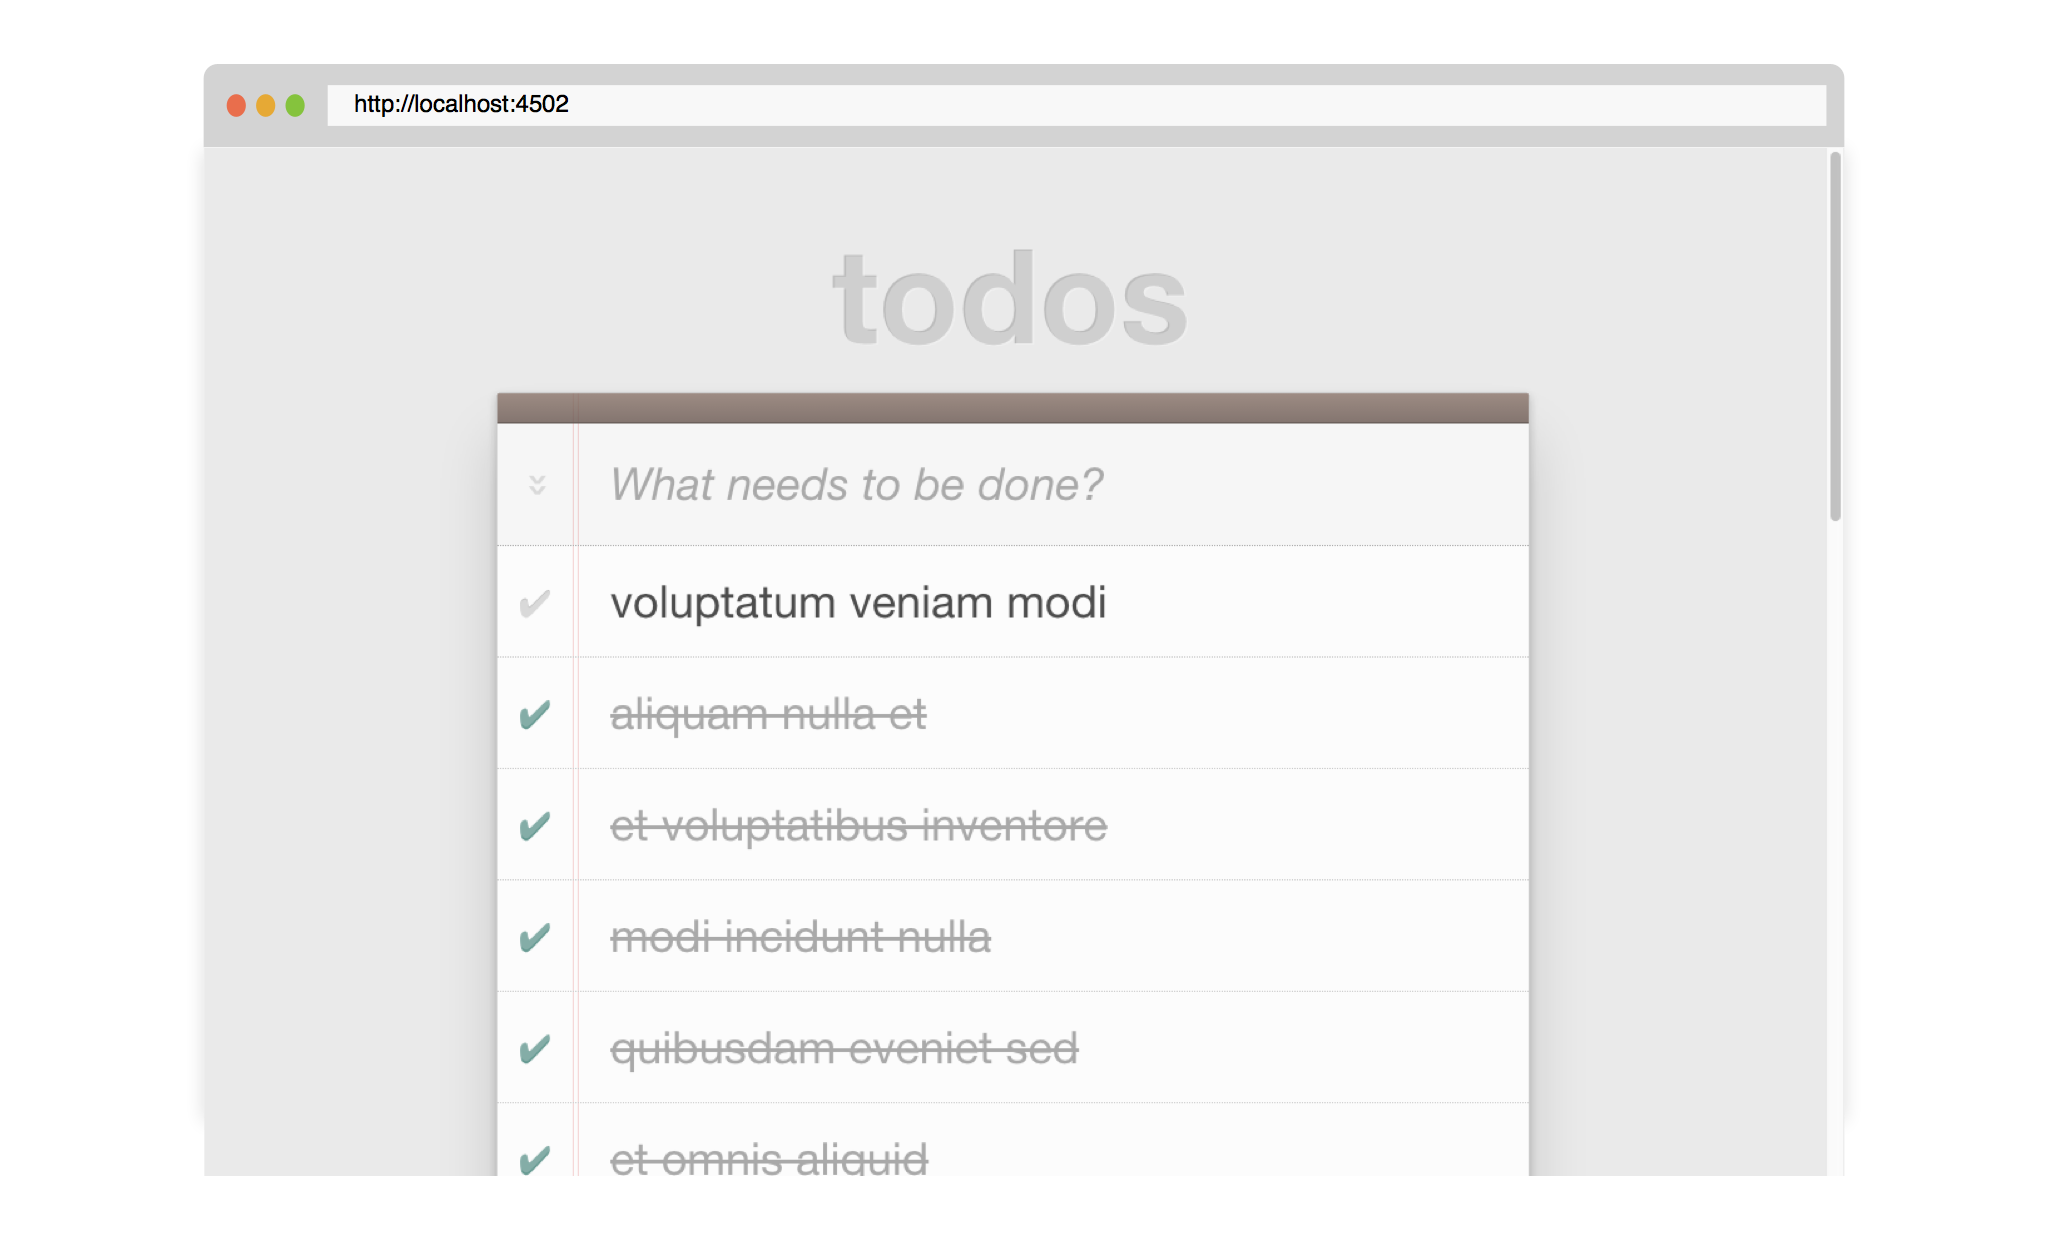 http://localhost:4502
todos
What needs to be done?
voluptatum veniam modi
aliquam nulla et
et voluptatibus inventore
modi incidunt nulla
quibusdam eveniet sed
et omnis aliquid